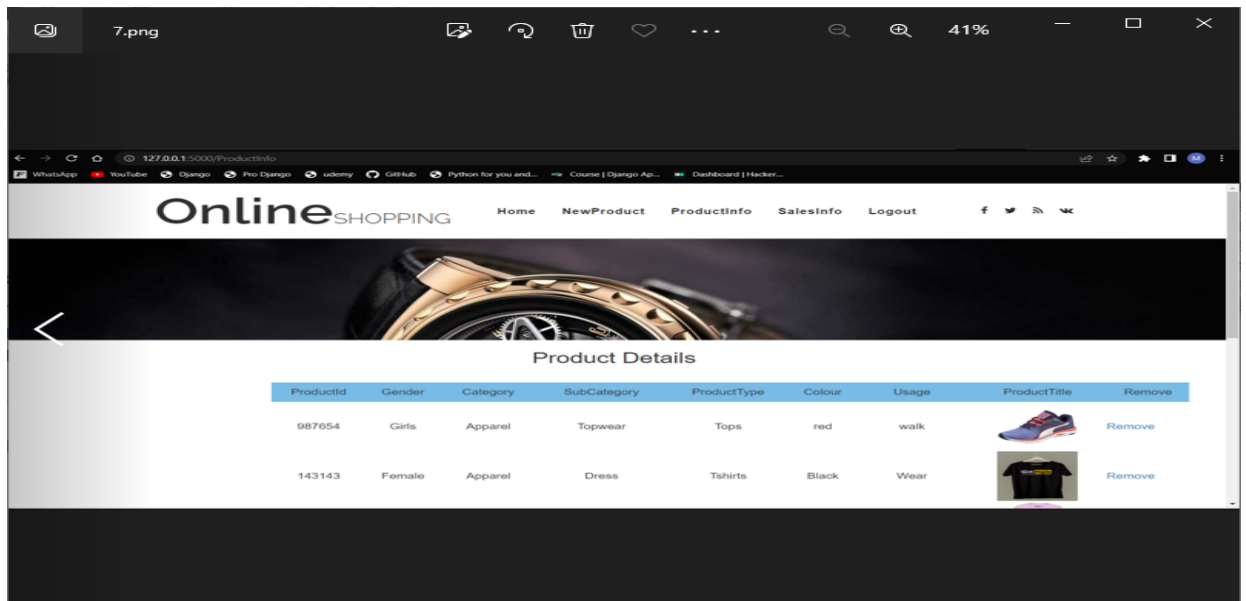 7.png
41%
127.0.0.1:5000/ProductInfo
WhatsApp YouTube Django Pro Django udemy GitHub Python for you and... Course | Django Ap... Dashboard | Hacker...
M
OnlineSHOPPING Home NewProduct ProductInfo SalesInfo Logout
Product Details
ProductId Gender Category SubCategory ProductType Colour Usage ProductTitle Remove
987654 Girls Apparel Topwear Tops red walk Remove
143143 Female Apparel Dress Tshirts Black Wear Remove